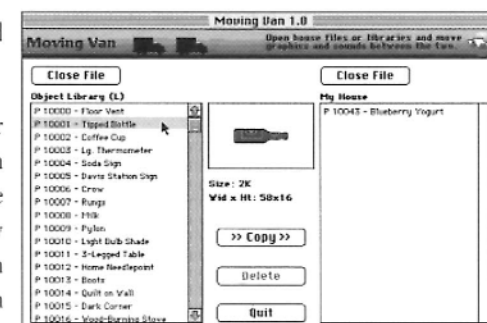 Moving Van 1.0
Moving Van
Open house files or libraries and move
graphics and sounds between the two.
Close File
Close File
Object Library (L)
My House
P 10000 - Floor Vent
P 10001 - Tipped Bottle
P 10002 - Coffee Cup
P 10003 - Lg. Thermometer
P 10004 - Soda Sign
P 10005 - Davis Station Sign
P 10006 - Crow
P 10007 - Rungs
P 10008 - Milk
P 10009 - Pylon
P 10010 - Light Bulb Shade
P 10011 - 3-Legged Table
P 10012 - Home Needlepoint
P 10013 - Boots
P 10014 - Quilt on Wall
P 10015 - Dark Corner
P 10016 - Wood-Burning Stove
P 10043 - Blueberry Yogurt
Size: 2K
Wid x Ht: 58x16
>> Copy >>
Delete
Quit